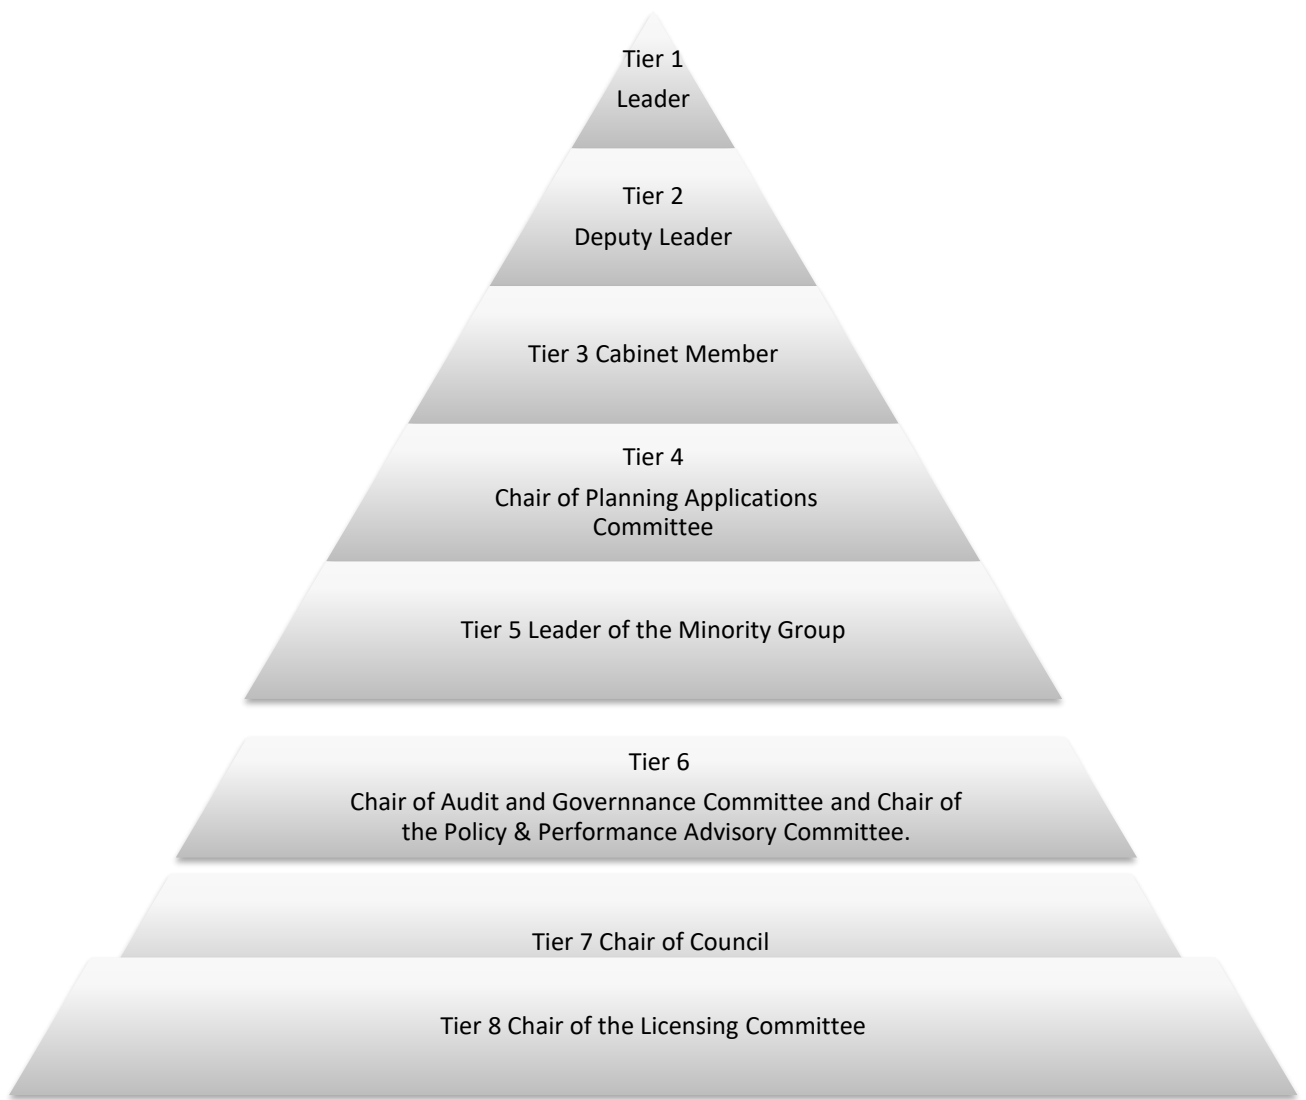 Tier 1
Leader
Tier 2
Deputy Leader
Tier 3 Cabinet Member
Tier 4
Chair of Planning Applications
Committee
Tier 5 Leader of the Minority Group
Tier 6
Chair of Audit and Governnance Committee and Chair of
the Policy & Performance Advisory Committee.
Tier 7 Chair of Council
Tier 8 Chair of the Licensing Committee